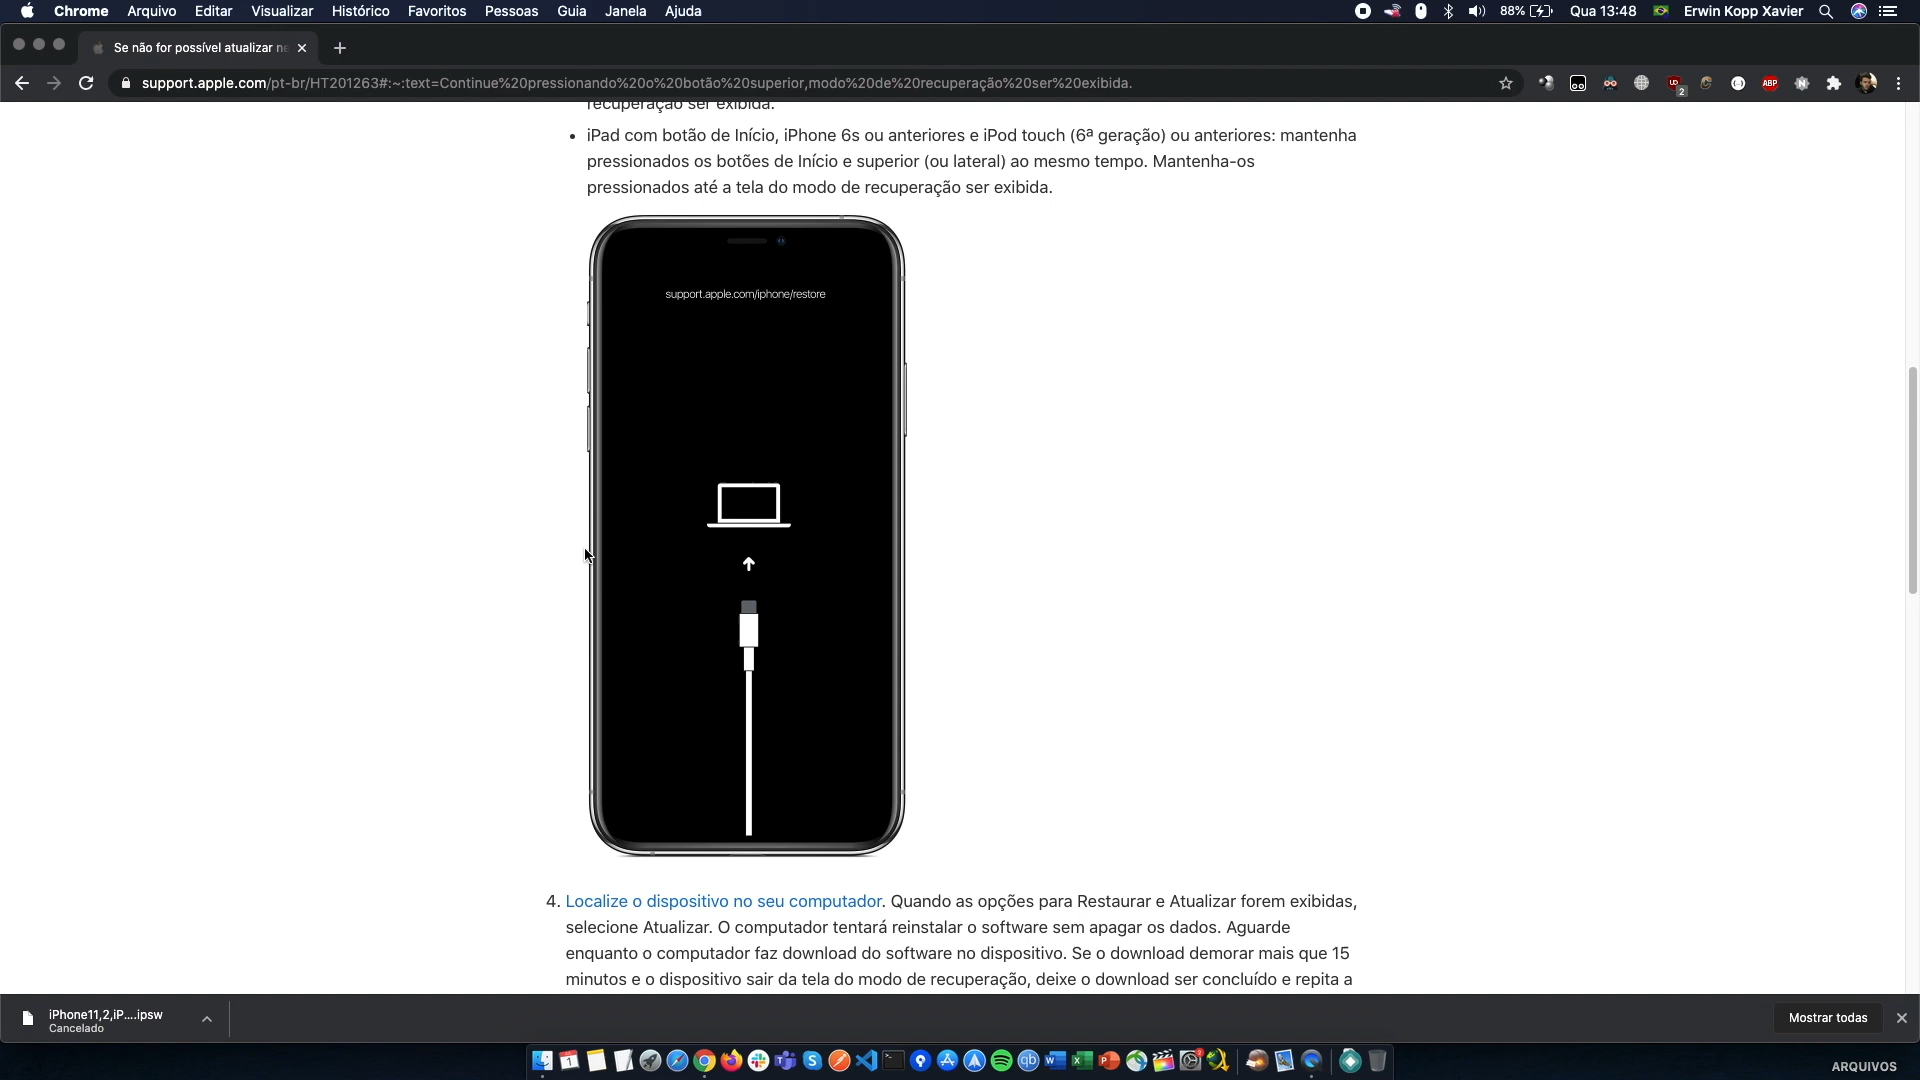 Chrome Arquivo Editar Visualizar Histórico Favoritos Pessoas Guia Janela Ajuda
88% Qua 13:48 Erwin Kopp Xavier
Se não for possível atualizar ne
support.apple.com/pt-br/HT201263#:~:text=Continue%20pressionando%20o%20botão%20superior,modo%20de%20recuperação%20ser%20exibida.
UD 2 ABP
recuperação ser exibida.
• iPad com botão de Início, iPhone 6s ou anteriores e iPod touch (6ª geração) ou anteriores: mantenha
pressionados os botões de Início e superior (ou lateral) ao mesmo tempo. Mantenha-os
pressionados até a tela do modo de recuperação ser exibida.
support.apple.com/iphone/restore
4. Localize o dispositivo no seu computador. Quando as opções para Restaurar e Atualizar forem exibidas,
selecione Atualizar. O computador tentará reinstalar o software sem apagar os dados. Aguarde
enquanto o computador faz download do software no dispositivo. Se o download demorar mais que 15
minutos e o dispositivo sair da tela do modo de recuperação, deixe o download ser concluído e repita a
iPhone11,2,iP....ipsw
Cancelado
Mostrar todas
ARQUIVOS